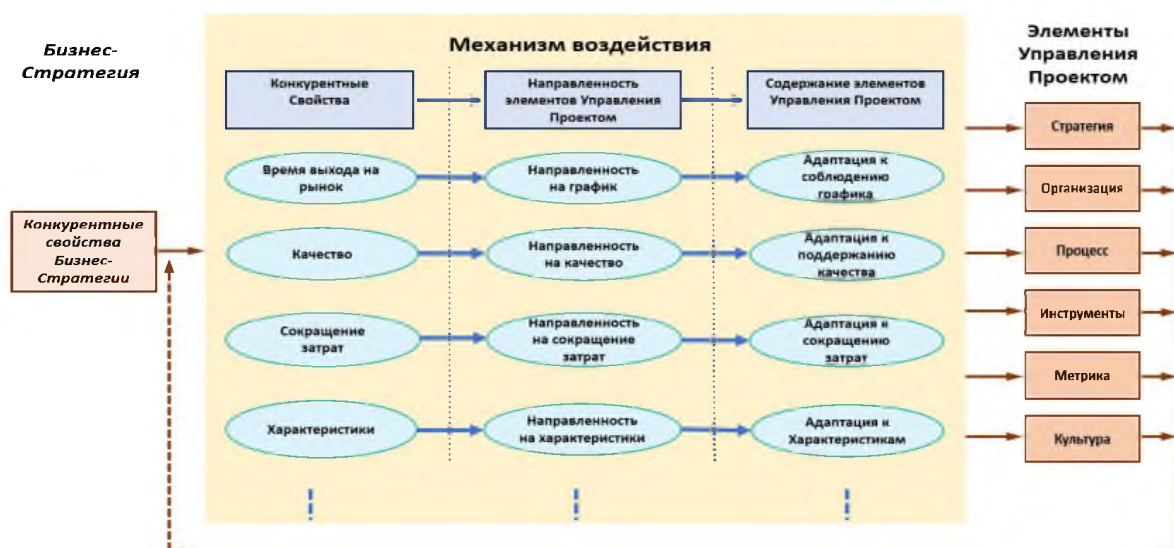 Бизнес-
Стратегия
Механизм воздействия
Элементы
Управления
Проектом
Конкурентные
Свойства
Направленность
элементов Управления
Проектом
Содержание элементов
Управления Проектом
Стратегия
Время выхода на
рынок
Направленность
на график
Адаптация к
соблюдению
графика
Организация
Конкурентные
свойства
Бизнес-
Стратегии
Качество
Направленность
на качество
Адаптация к
поддержанию
качества
Процесс
Сокращение
затрат
Направленность
на сокращение
затрат
Адаптация к
сокращению
затрат
Инструменты
Метрика
Характеристики
Направленность
на характеристики
Адаптация к
Характеристикам
Культура